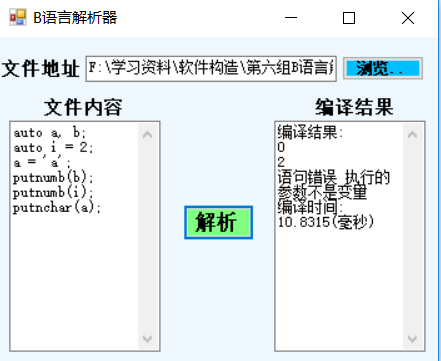 B语言解析器
文件地址 F:\学习资料\软件构造\第六组B语言
浏览..
文件内容
编译结果
auto a, b;
auto i = 2;
a = 'a';
putnumb(b);
putnumb(i);
putnchar(a);
解析
编译结果:
0
2
语句错误 执行的
参数不是变量
编译时间:
10.8315(毫秒)